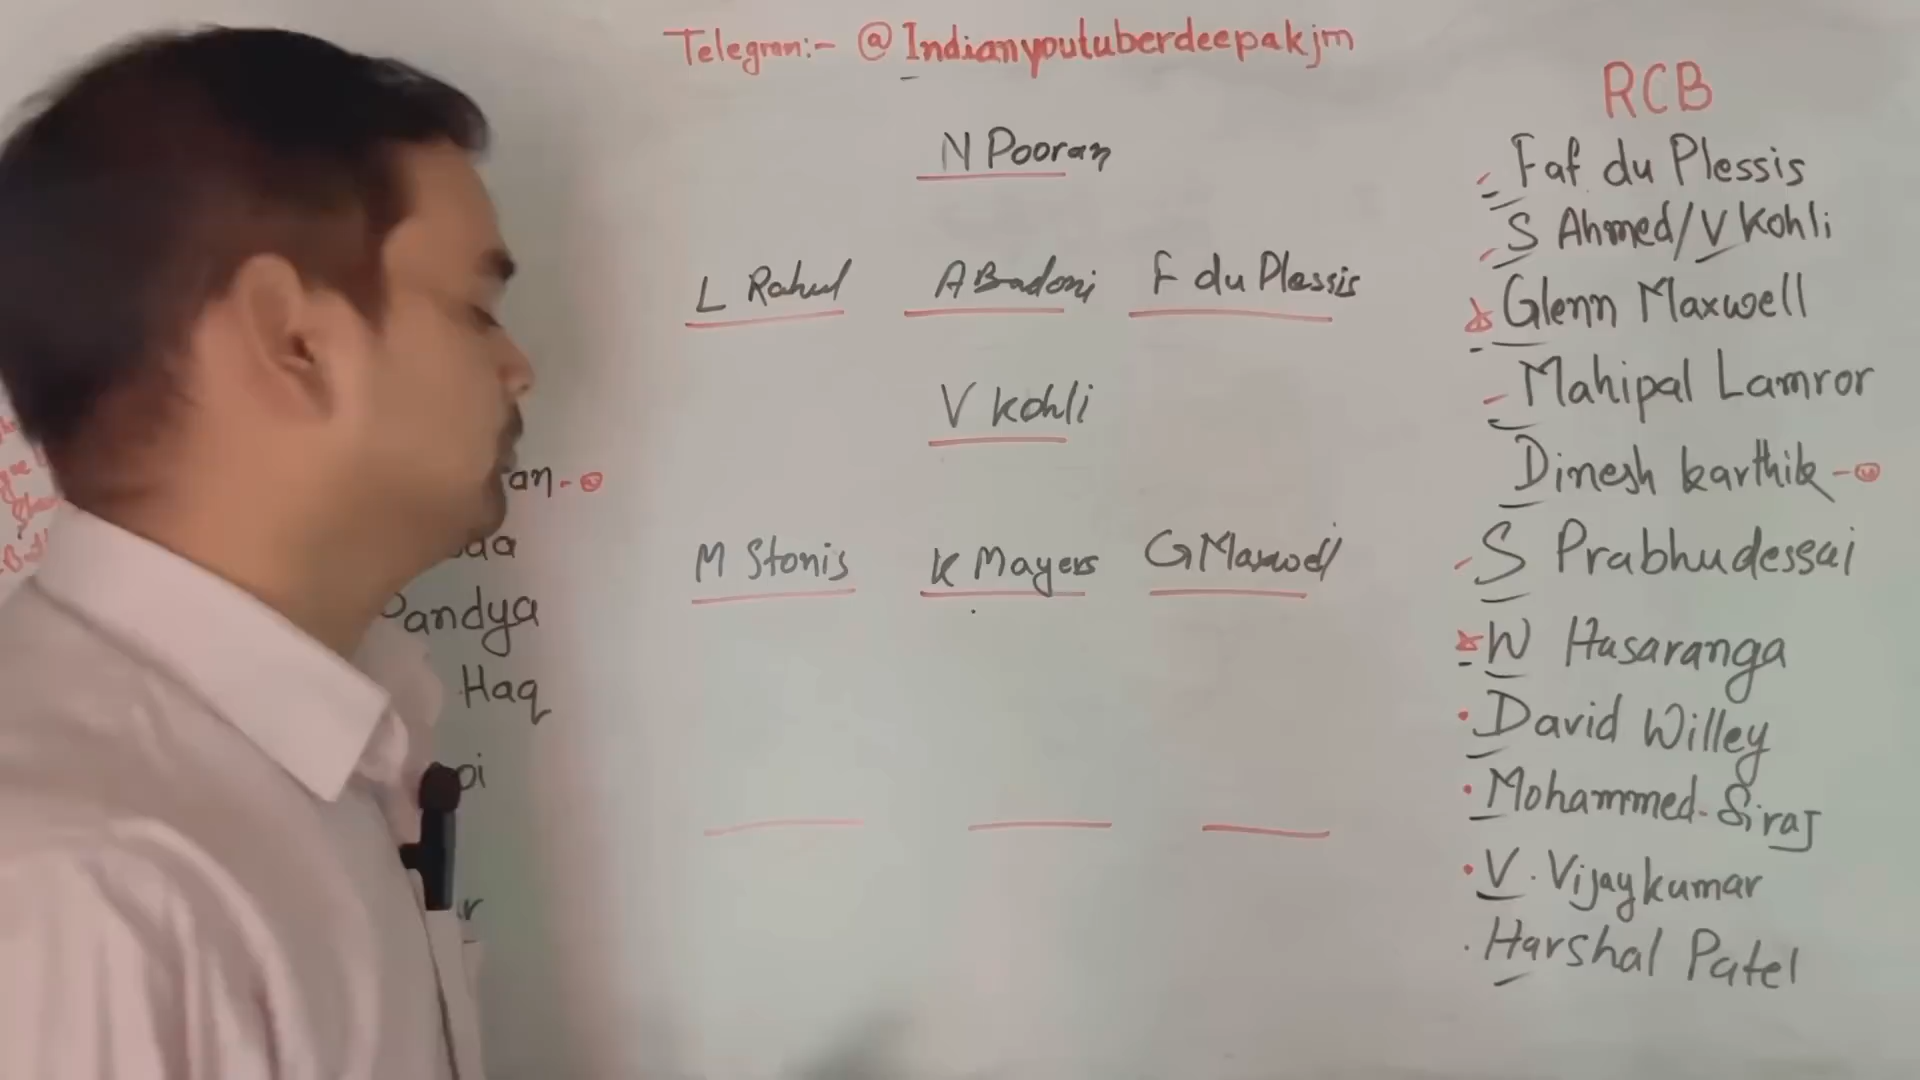 Telegram:- @Indianyoutuberdeepakjm
N Pooran
L Rahul A Badoni F du Plessis
V Kohli
M Stonis K Mayers G Maxwell
Pandya
Haq
RCB
Faf du Plessis
S Ahmed/V Kohli
Glenn Maxwell
Mahipal Lamror
Dinesh Karthik
S Prabhudessai
W Hasaranga
David Willey
Mohammed Siraj
V. Vijaykumar
Harshal Patel